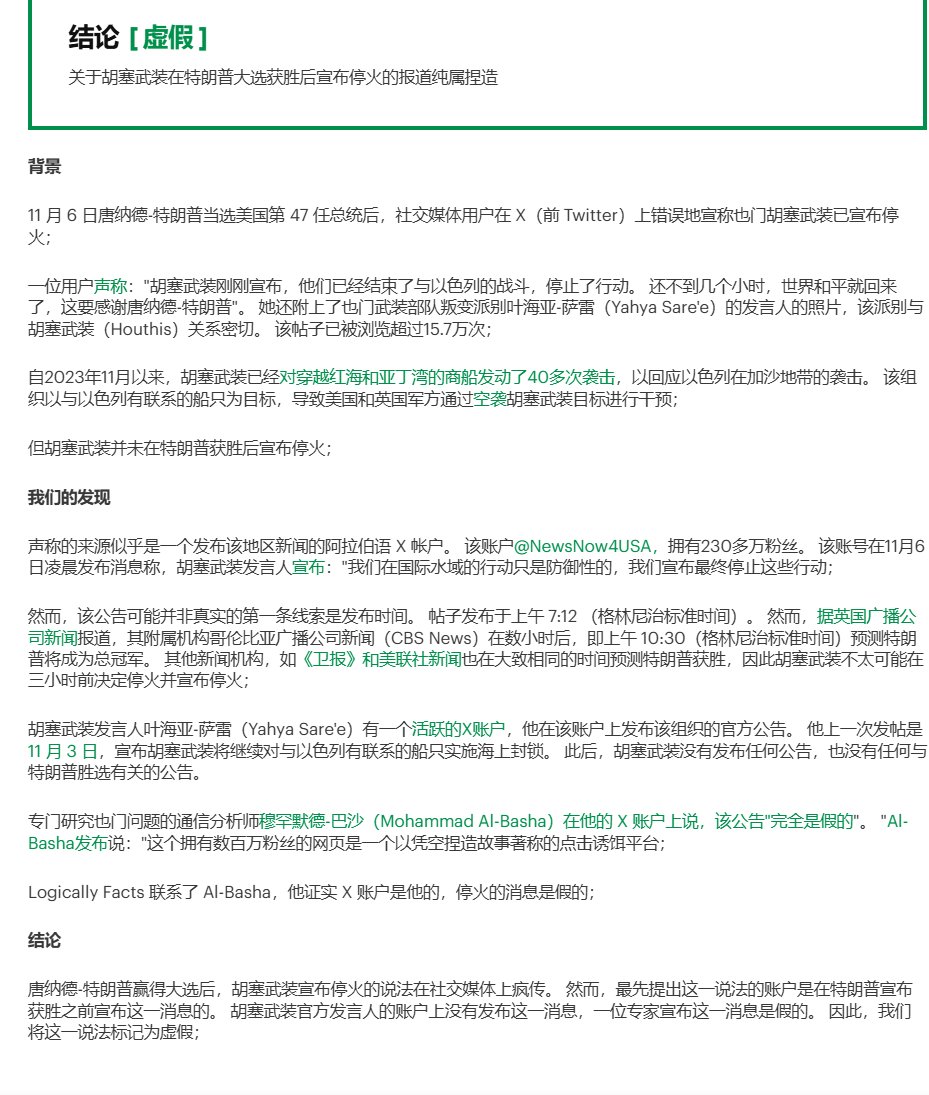 结论 [ 虚假 ]
关于胡塞武装在特朗普大选获胜后宣布停火的报道纯属捏造
背景
11 月 6 日唐纳德-特朗普当选美国第 47 任总统后，社交媒体用户在 X（前 Twitter）上错误地宣称也门胡塞武装已宣布停
火；
一位用户声称："胡塞武装刚刚宣布，他们已经结束了与以色列的战斗，停止了行动。 还不到几个小时，世界和平就回来
了，这要感谢唐纳德-特朗普"。 她还附上了也门武装部队叛变派别叶海亚-萨雷（Yahya Sare'e）的发言人的照片，该派别与
胡塞武装（Houthis）关系密切。 该帖子已被浏览超过15.7万次；
自2023年11月以来，胡塞武装已经对穿越红海和亚丁湾的商船发动了40多次袭击，以回应以色列在加沙地带的袭击。 该组
织以与以色列有联系的船只为目标，导致美国和英国军方通过空袭胡塞武装目标进行干预；
但胡塞武装并未在特朗普获胜后宣布停火；
我们的发现
声称的来源似乎是一个发布该地区新闻的阿拉伯语 X 帐户。 该账户@NewsNow4USA，拥有230多万粉丝。 该账号在11月6
日凌晨发布消息称，胡塞武装发言人宣布："我们在国际水域的行动只是防御性的，我们宣布最终停止这些行动；
然而，该公告可能并非真实的第一条线索是发布时间。 帖子发布于上午 7:12 （格林尼治标准时间）。 然而，据英国广播公
司新闻报道，其附属机构哥伦比亚广播公司新闻（CBS News）在数小时后，即上午 10:30（格林尼治标准时间）预测特朗
普将成为总冠军。 其他新闻机构，如《卫报》和美联社新闻也在大致相同的时间预测特朗普获胜，因此胡塞武装不太可能在
三小时前决定停火并宣布停火；
胡塞武装发言人叶海亚-萨雷（Yahya Sare'e）有一个活跃的X账户，他在该账户上发布该组织的官方公告。 他上一次发帖是
11 月 3 日，宣布胡塞武装将继续对与以色列有联系的船只实施海上封锁。 此后，胡塞武装没有发布任何公告，也没有任何与
特朗普胜选有关的公告。
专门研究也门问题的通信分析师穆罕默德-巴沙（Mohammad Al-Basha）在他的 X 账户上说，该公告"完全是假的"。 "Al-
Basha发布说："这个拥有数百万粉丝的网页是一个以凭空捏造故事著称的点击诱饵平台；
Logically Facts 联系了 Al-Basha，他证实 X 账户是他的，停火的消息是假的；
结论
唐纳德-特朗普赢得大选后，胡塞武装宣布停火的说法在社交媒体上疯传。 然而，最先提出这一说法的账户是在特朗普宣布
获胜之前宣布这一消息的。 胡塞武装官方发言人的账户上没有发布这一消息，一位专家宣布这一消息是假的。 因此，我们
将这一说法标记为虚假；